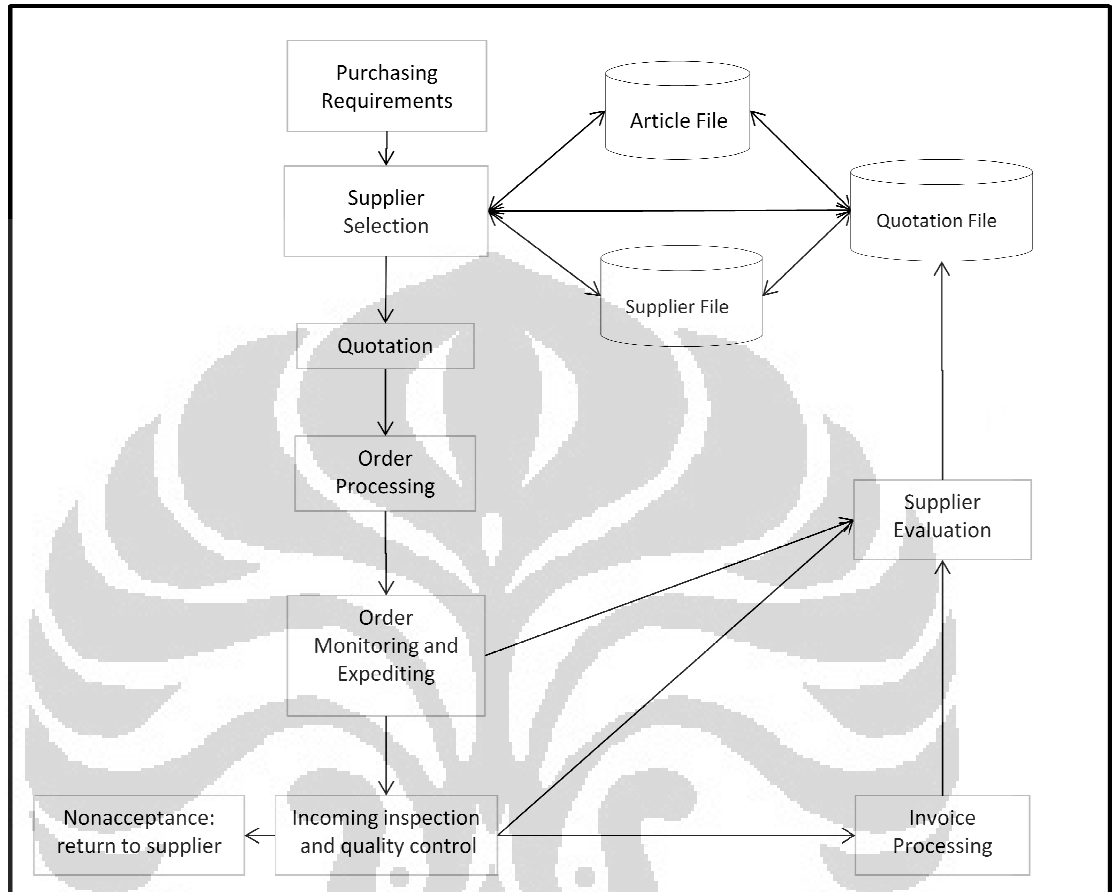 Purchasing
Requirements
Article File
Supplier
Selection
Quotation File
Supplier File
Quotation
Order
Processing
Supplier
Evaluation
Order
Monitoring and
Expediting
Nonacceptance:
return to supplier
Incoming inspection
and quality control
Invoice
Processing